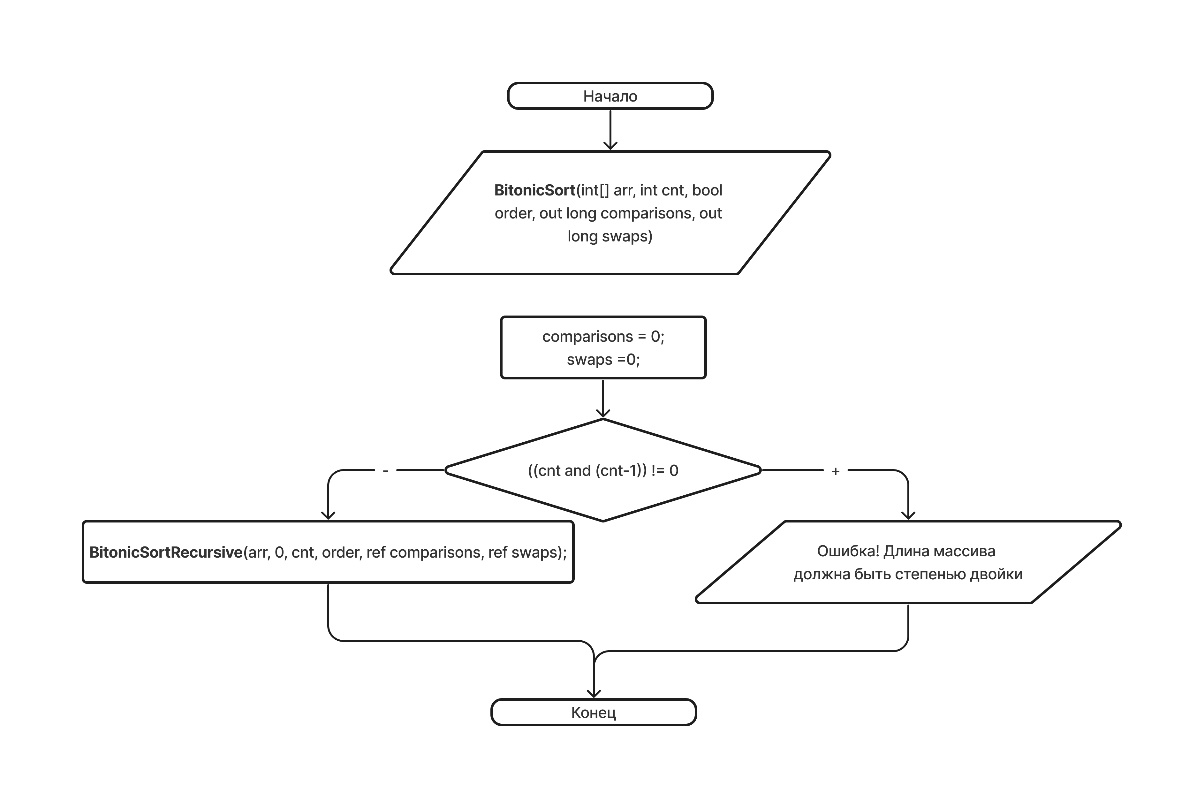 Начало
BitonicSort(int[] arr, int cnt, bool
order, out long comparisons, out
long swaps)
comparisons = 0;
swaps =0;
((cnt and (cnt-1)) != 0
-
+
BitonicSortRecursive(arr, 0, cnt, order, ref comparisons, ref swaps);
Ошибка! Длина массива
должна быть степенью двойки
Конец